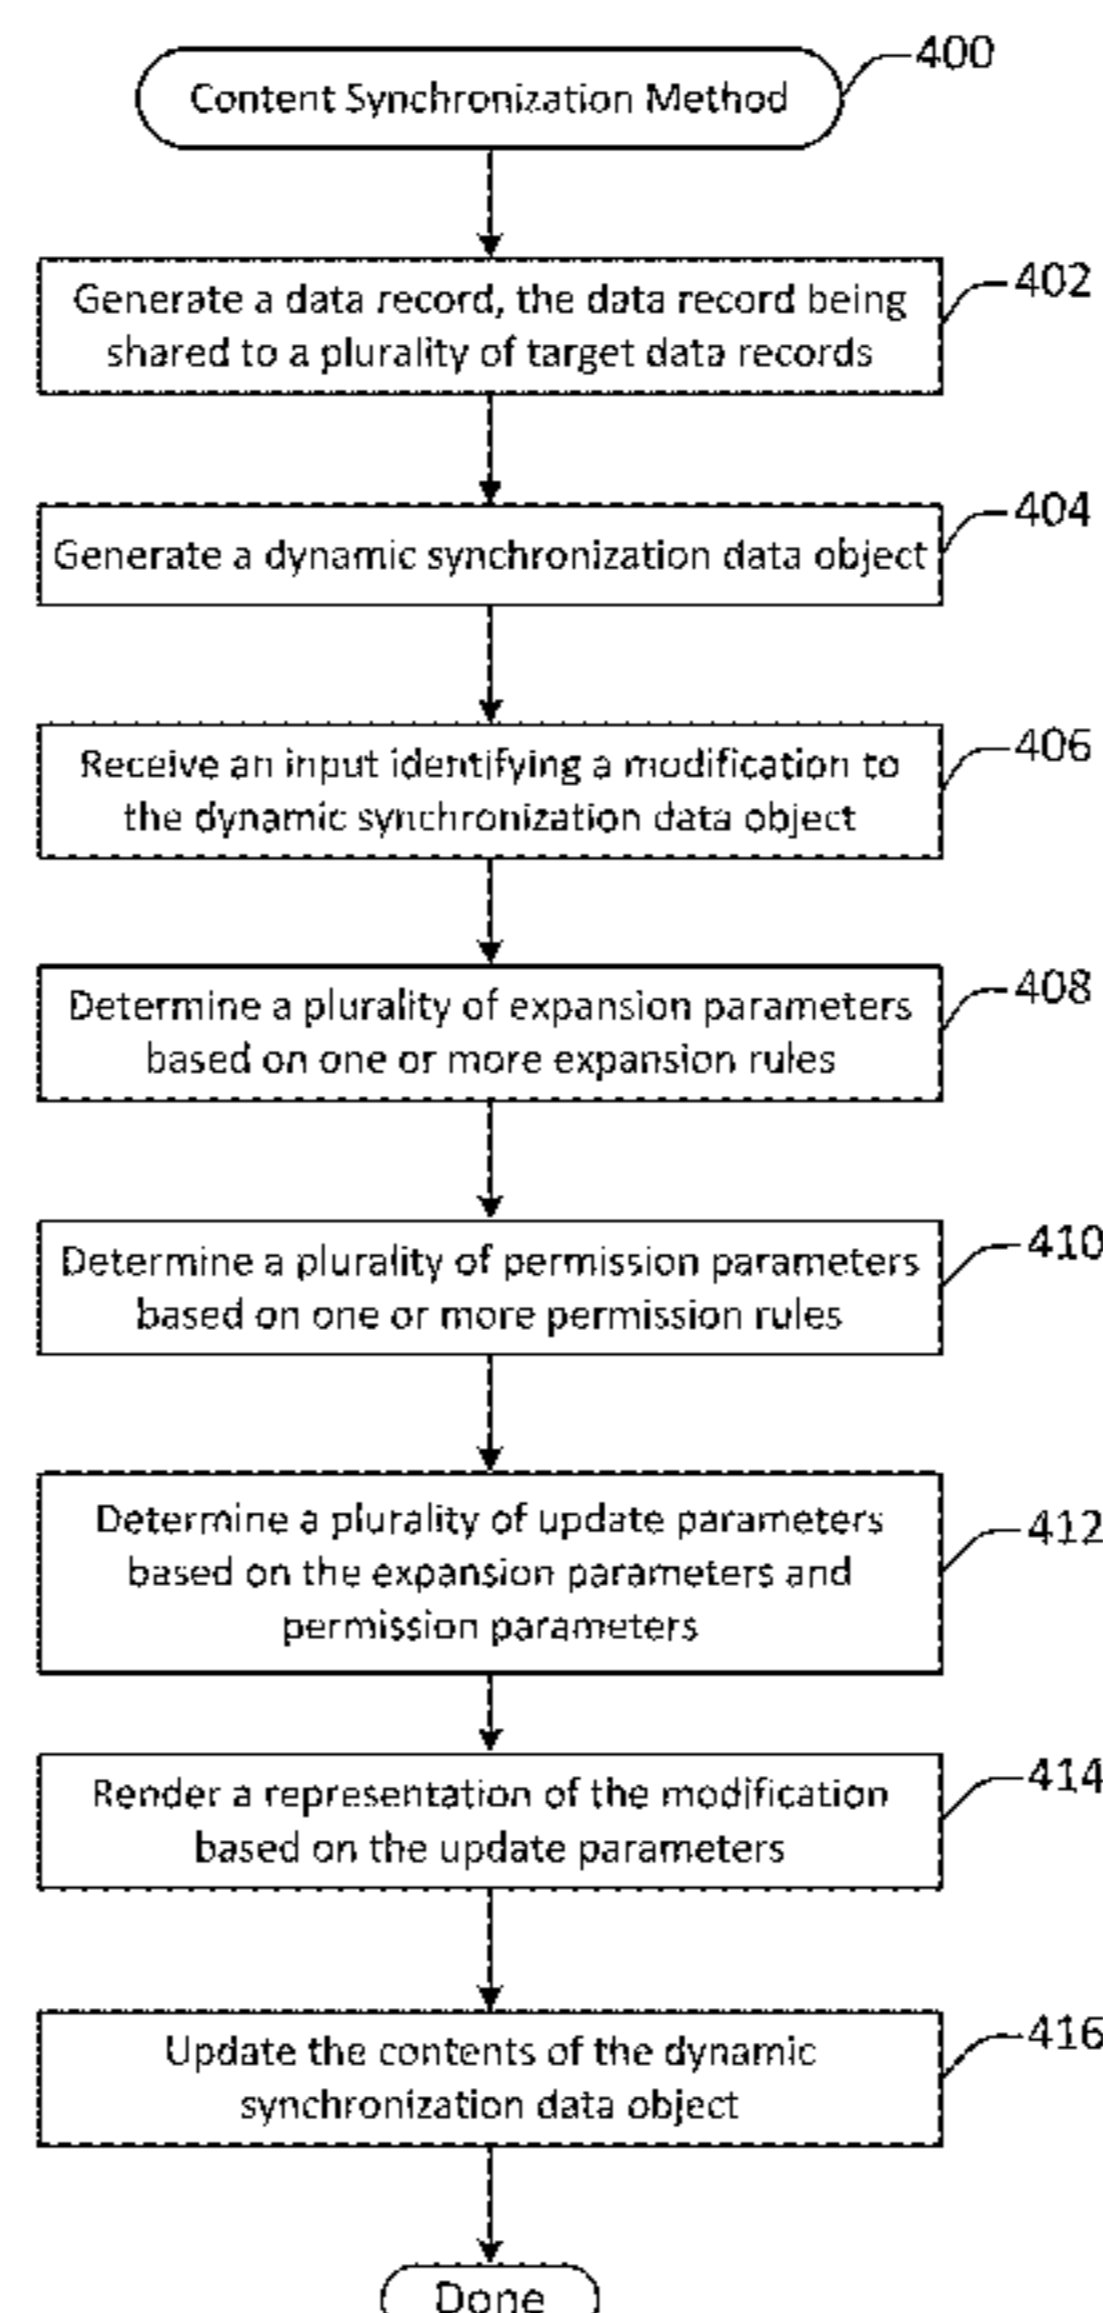 400
Content Synchronization Method
402
Generate a data record, the data record being
shared to a plurality of target data records
404
Generate a dynamic synchronization data object
406
Receive an input identifying a modification to
the dynamic synchronization data object
408
Determine a plurality of expansion parameters
based on one or more expansion rules
410
Determine a plurality of permission parameters
based on one or more permission rules
412
Determine a plurality of update parameters
based on the expansion parameters and
permission parameters
414
Render a representation of the modification
based on the update parameters
416
Update the contents of the dynamic
synchronization data object
Done